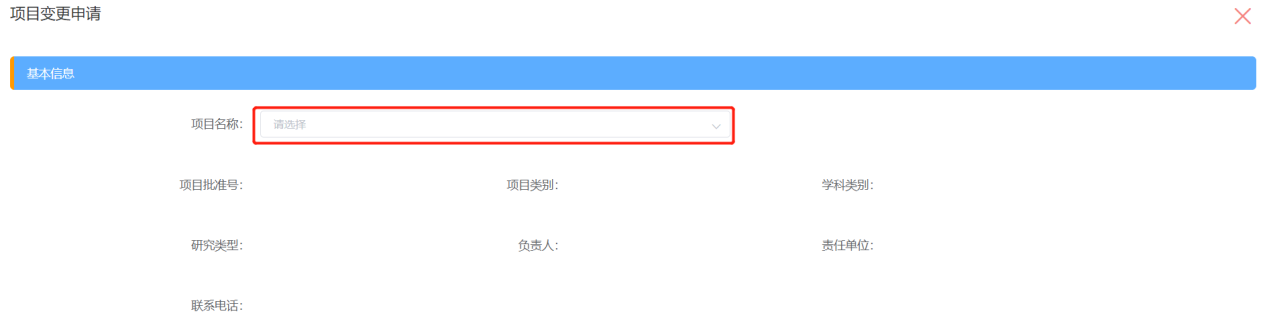 项目变更申请
基本信息
项目名称: 请选择
项目批准号: 项目类别: 学科类别:
研究类型: 负责人: 责任单位:
联系电话: